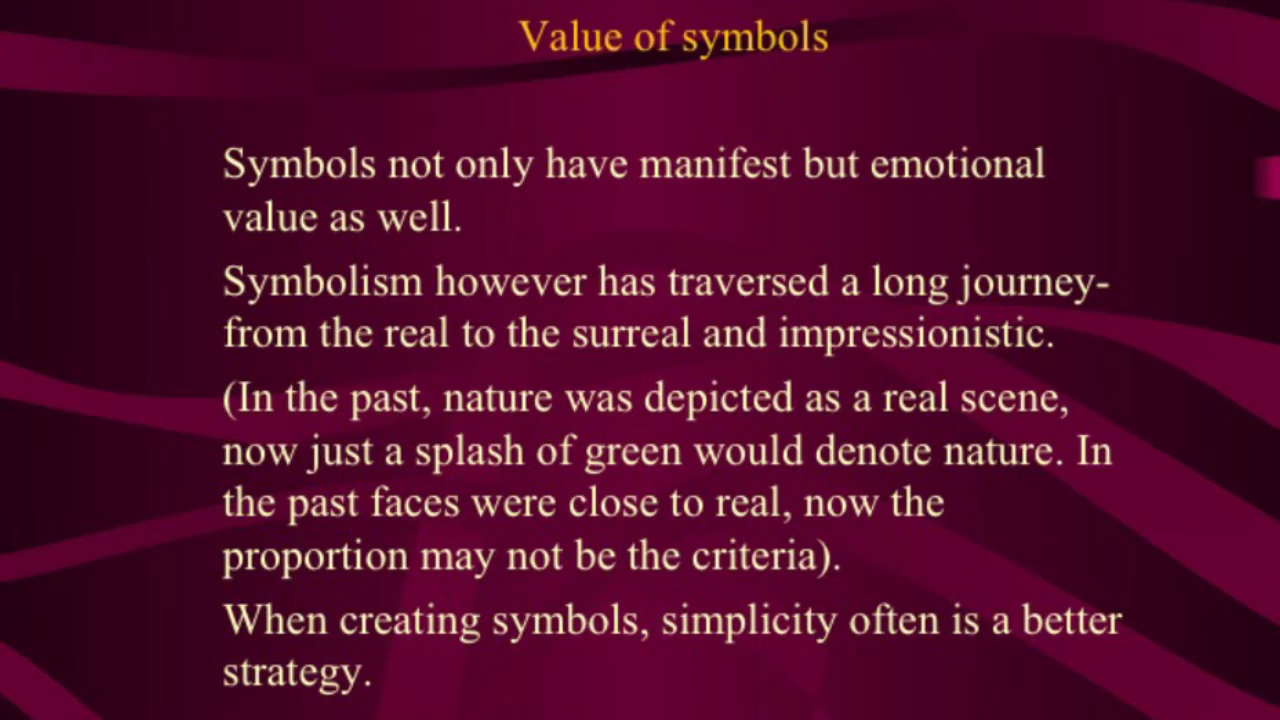 Value of symbols
Symbols not only have manifest but emotional
value as well.
Symbolism however has traversed a long journey-
from the real to the surreal and impressionistic.
(In the past, nature was depicted as a real scene,
now just a splash of green would denote nature. In
the past faces were close to real, now the
proportion may not be the criteria).
When creating symbols, simplicity often is a better
strategy.